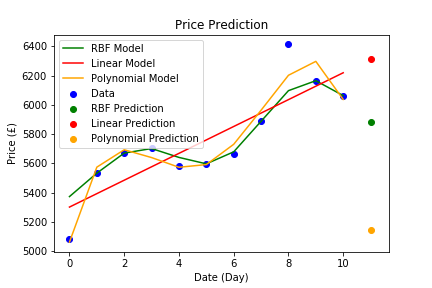 Price Prediction
Price (£)
6400
6200
6000
5800
5600
5400
5200
5000
RBF Model
Linear Model
Polynomial Model
Data
RBF Prediction
Linear Prediction
Polynomial Prediction
0 2 4 6 8 10
Date (Day)